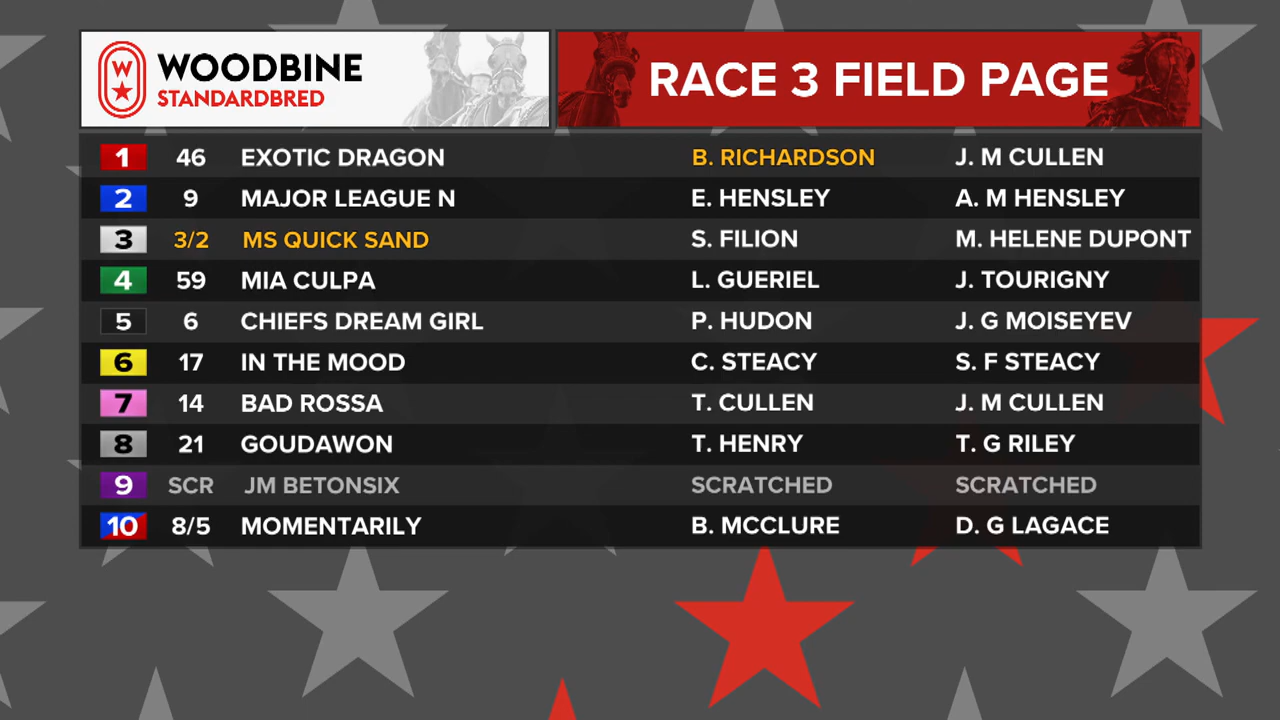 W
WOODBINE
STANDARDBRED
RACE 3 FIELD PAGE
1 46 EXOTIC DRAGON B. RICHARDSON J. M CULLEN
2 9 MAJOR LEAGUE N E. HENSLEY A. M HENSLEY
3 3/2 MS QUICK SAND S. FILION M. HELENE DUPONT
4 59 MIA CULPA L. GUERIEL J. TOURIGNY
5 6 CHIEFS DREAM GIRL P. HUDON J. G MOISEYEV
6 17 IN THE MOOD C. STEACY S. F STEACY
7 14 BAD ROSSA T. CULLEN J. M CULLEN
8 21 GOUDAWON T. HENRY T. G RILEY
9 SCR JM BETONSIX SCRATCHED SCRATCHED
10 8/5 MOMENTARILY B. MCCLURE D. G LAGACE